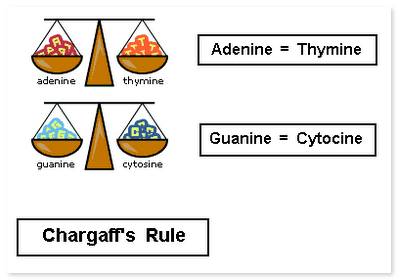 adenine thymine
Adenine = Thymine
guanine cytosine
Guanine = Cytocine
Chargaff's Rule